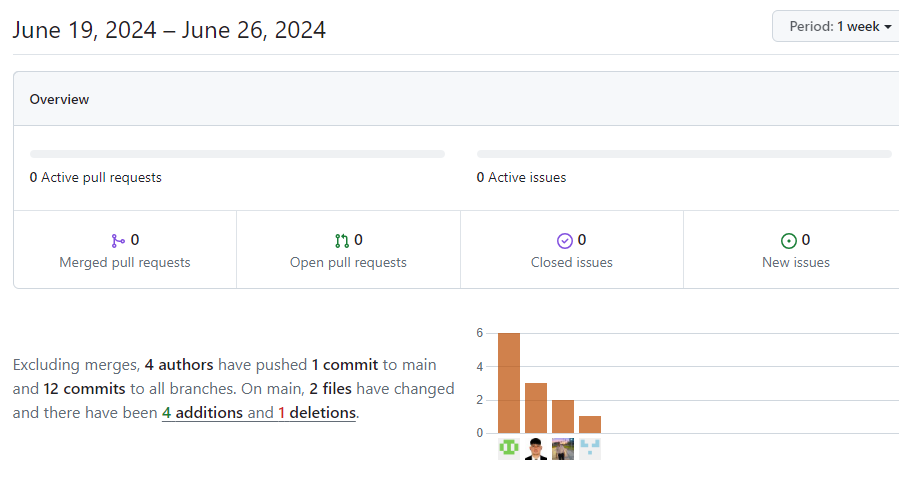 June 19, 2024 – June 26, 2024
Period: 1 week
Overview
0 Active pull requests
0 Active issues
0
Merged pull requests
0
Open pull requests
0
Closed issues
0
New issues
Excluding merges, 4 authors have pushed 1 commit to main
and 12 commits to all branches. On main, 2 files have changed
and there have been 4 additions and 1 deletions.
6
4
2
0